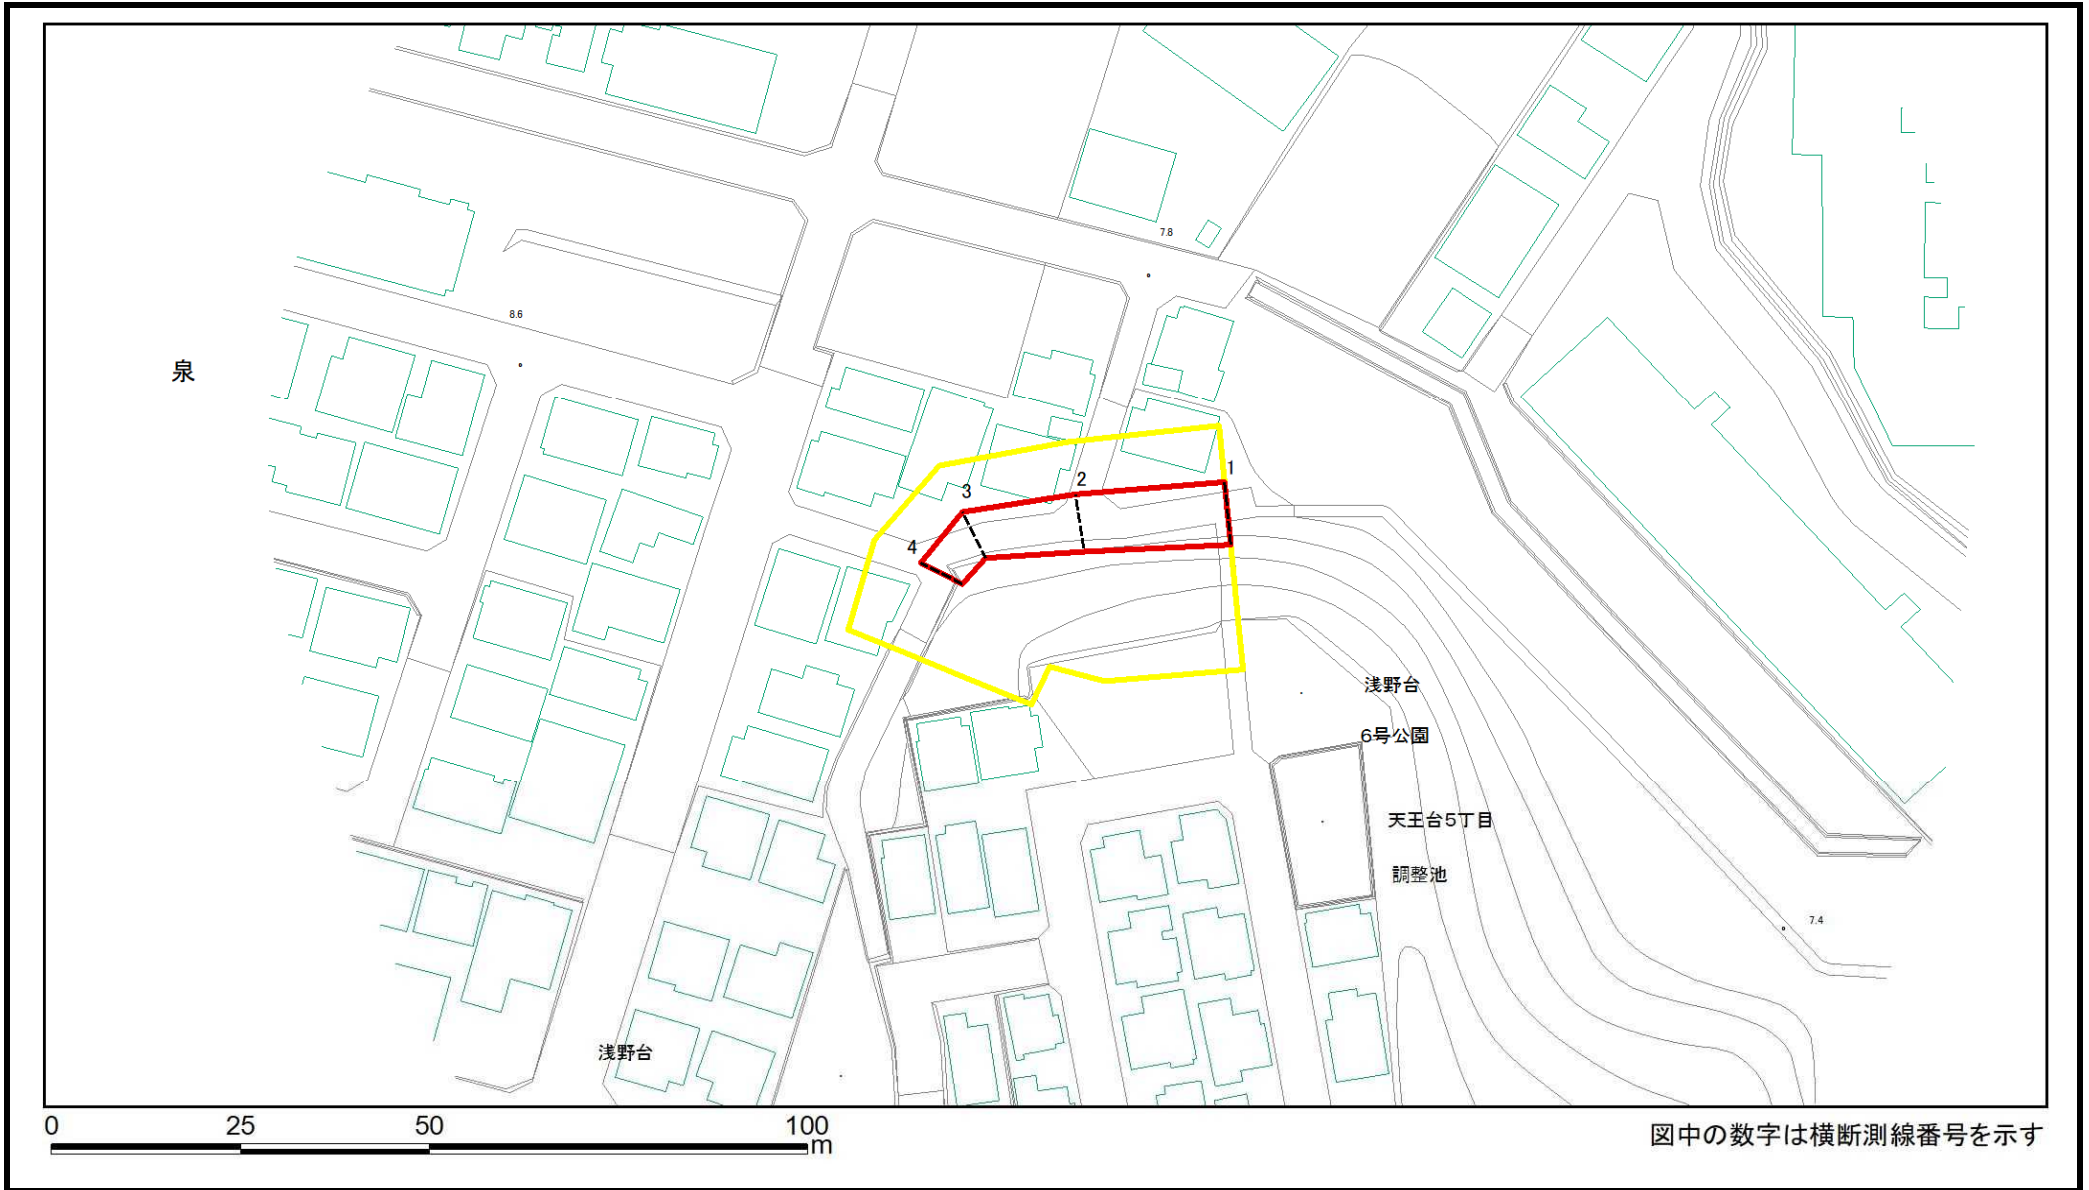 7.8
8.6
泉
1
2
3
4
浅野台
6号公園
天王台5丁目
調整池
7.4
浅野台
0 25 50 100
m
図中の数字は横断測線番号を示す